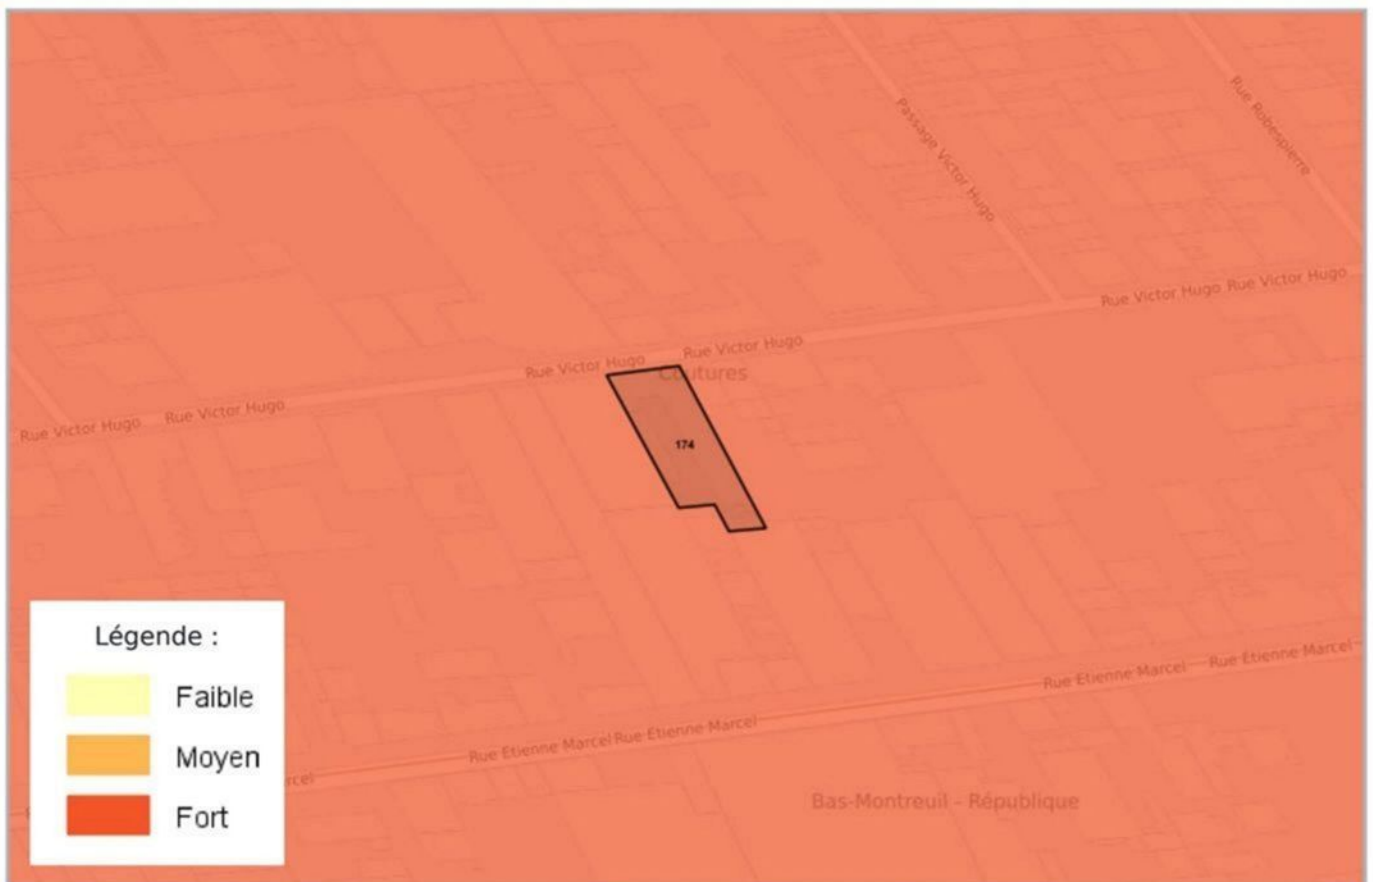 Passage Victor Hugo
Rue Robespierre
Rue Victor Hugo Rue Victor Hugo
Rue Victor Hugo
Rue Victor Hugo
Coutures
Rue Victor Hugo
Rue Victor Hugo
174
Légende :
Faible
Moyen
Fort
Rue Etienne Marcel
Rue Etienne Marcel
Rue Etienne Marcel
Rue Etienne Marcel
rcel
Bas-Montreuil - République